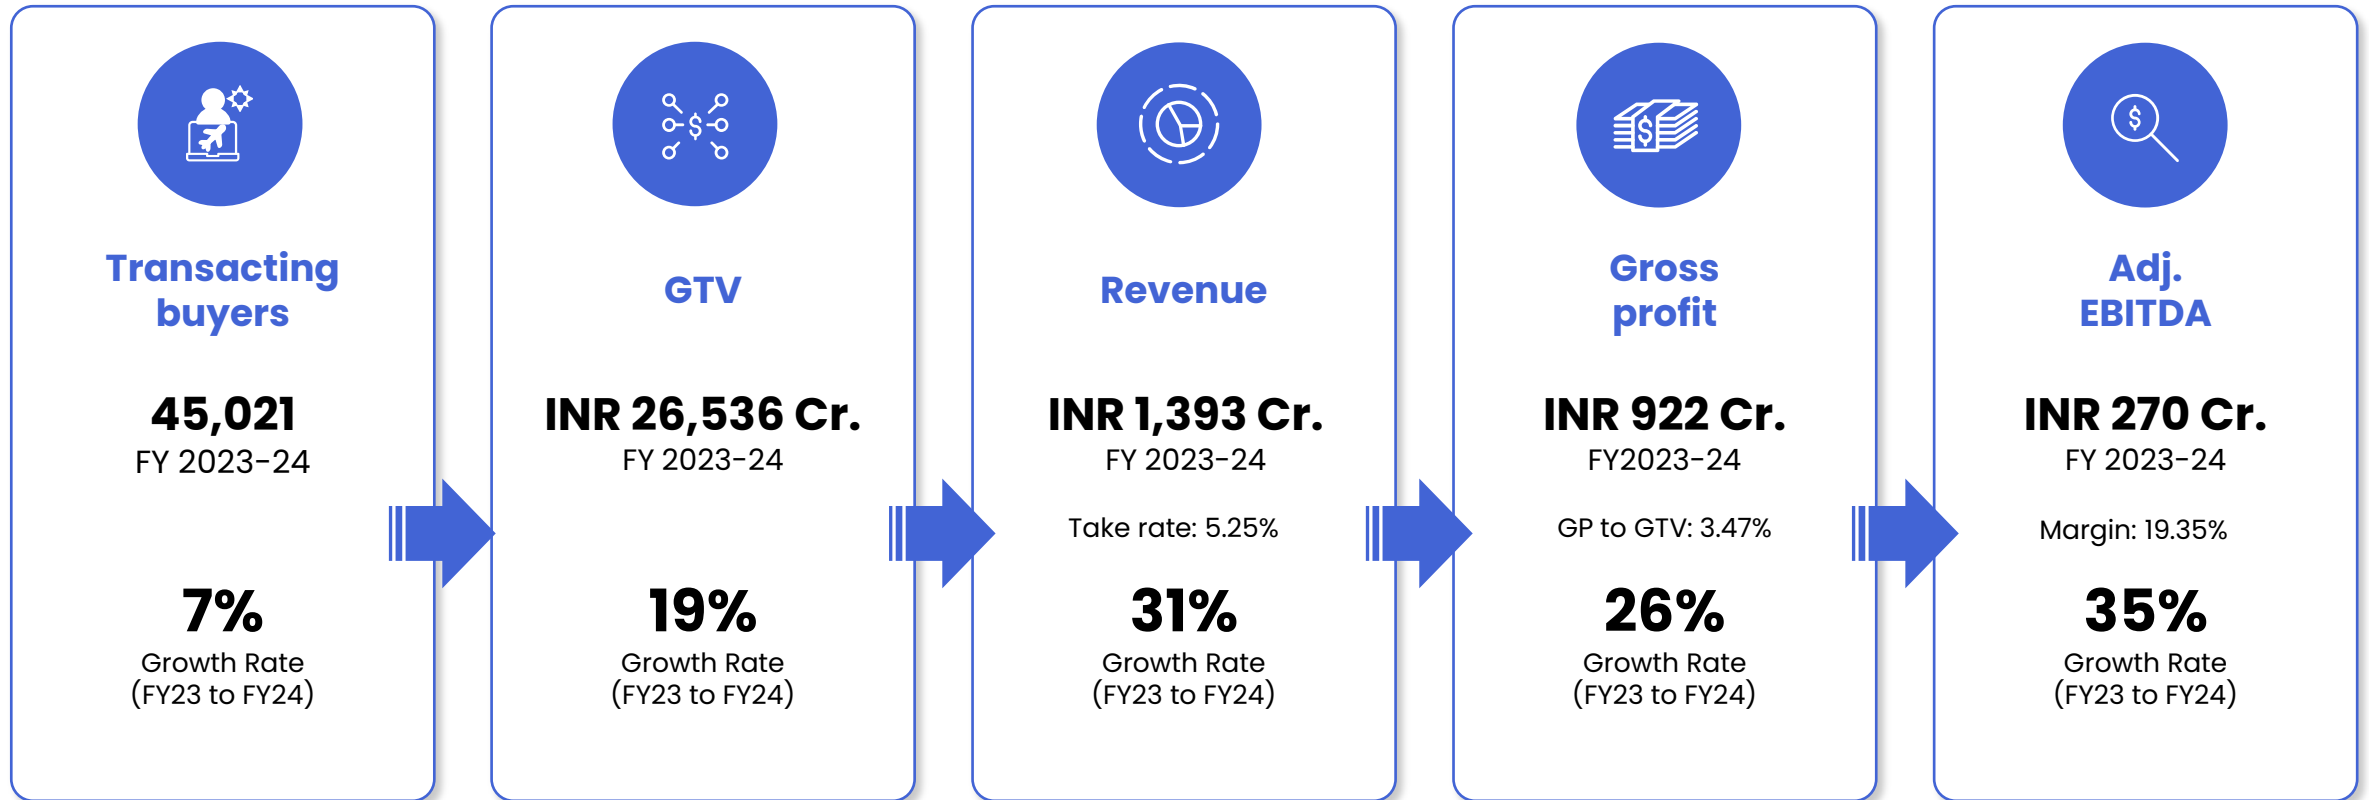 Transacting
buyers
45,021
FY 2023-24
7%
Growth Rate
(FY23 to FY24)
GTV
INR 26,536 Cr.
FY 2023-24
19%
Growth Rate
(FY23 to FY24)
Revenue
INR 1,393 Cr.
FY 2023-24
Take rate: 5.25%
31%
Growth Rate
(FY23 to FY24)
Gross
profit
INR 922 Cr.
FY2023-24
GP to GTV: 3.47%
26%
Growth Rate
(FY23 to FY24)
Adj.
EBITDA
INR 270 Cr.
FY 2023-24
Margin: 19.35%
35%
Growth Rate
(FY23 to FY24)